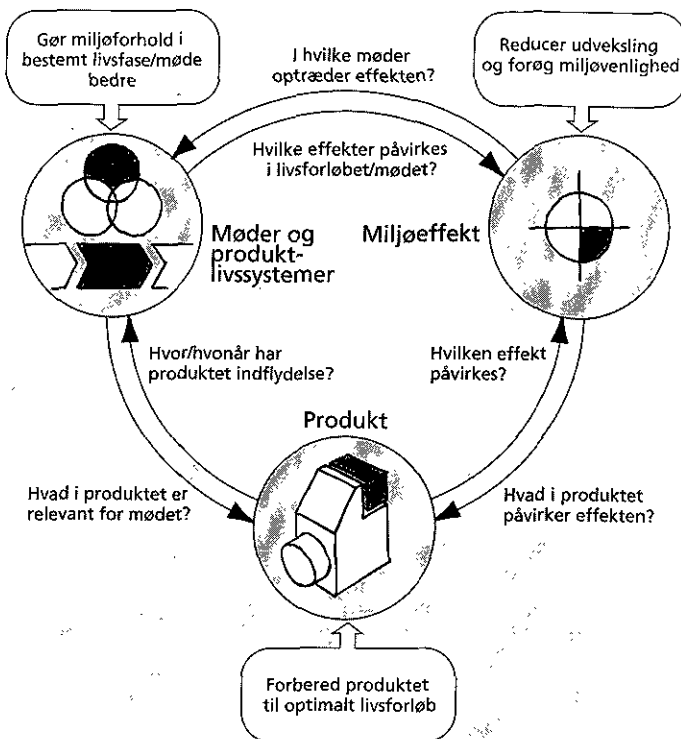 Gør miljøforhold i
bestemt livsfase/møde
bedre
I hvilke møder
optræder effekten?
Reducer udveksling
og forøg miljøvenlighed
Hvilke effekter påvirkes
i livsforløbet/mødet?
Møder og
produkt-
livssystemer
Miljøeffekt
Hvor/hvonår har
produktet indflydelse?
Hvilken effekt
påvirkes?
Produkt
Hvad i produktet er
relevant for mødet?
Hvad i produktet
påvirker effekten?
Forbered produktet
til optimalt livsforløb